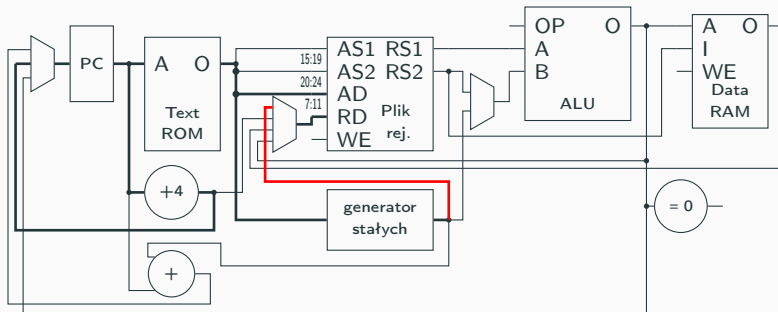 PC
A O
Text
ROM
15:19
20:24
7:11
AS1 RS1
AS2 RS2
AD
RD
WE
Plik
rej.
OP O
A
B
ALU
A O
I
WE
Data
RAM
+4
generator
stałych
= 0
+